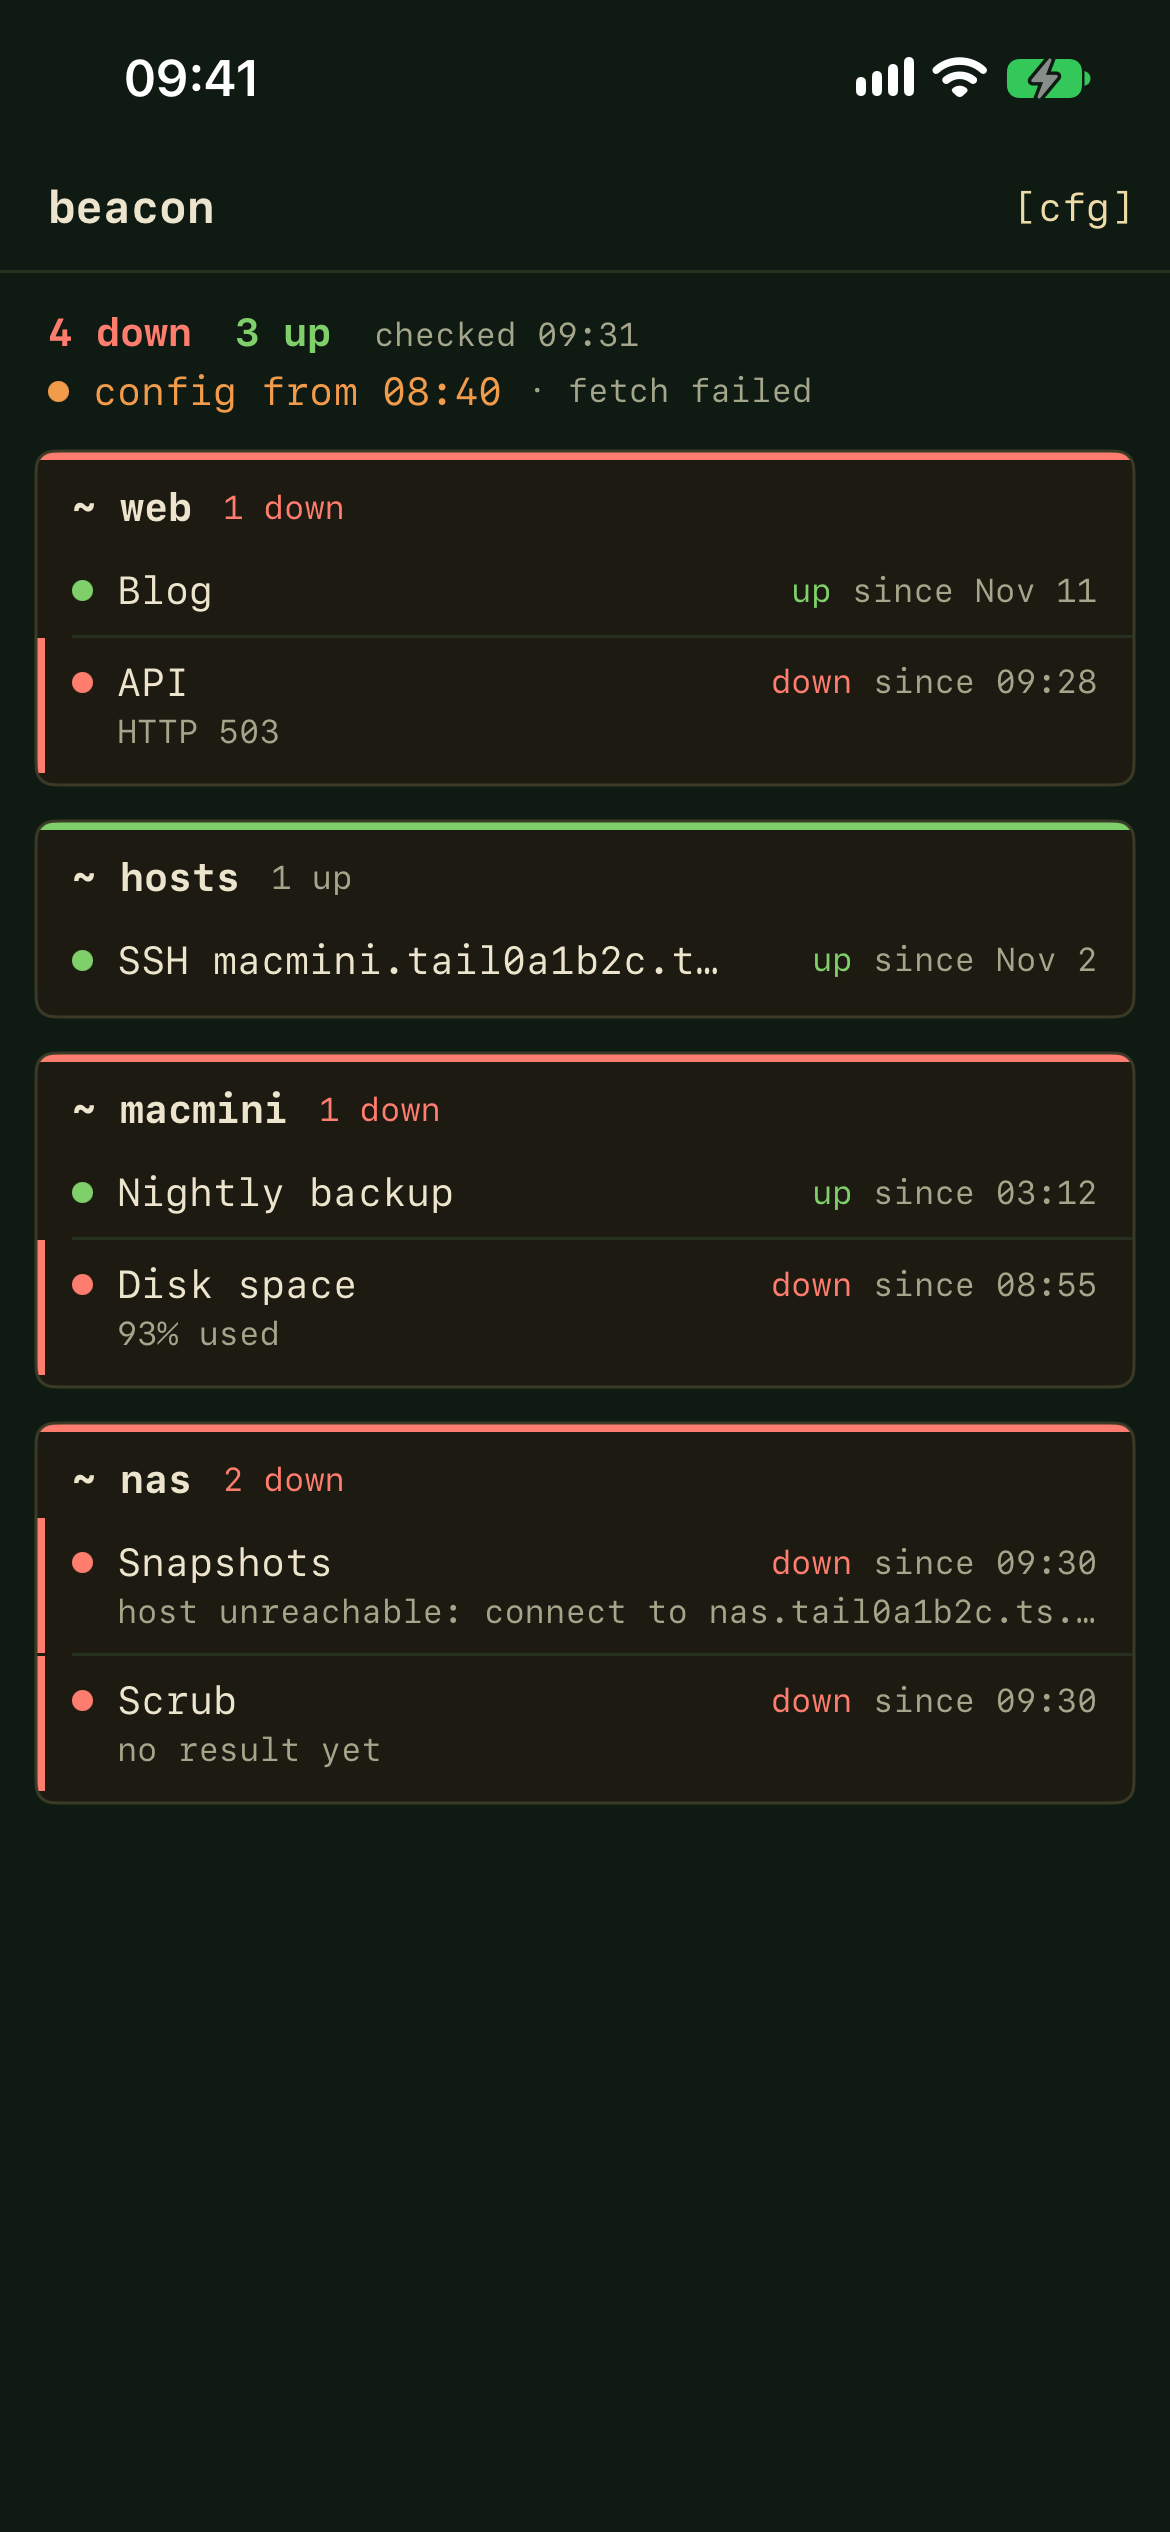 09:41
beacon [cfg]
4 down 3 up checked 09:31
config from 08:40 · fetch failed
~ web 1 down
Blog up since Nov 11
API down since 09:28
HTTP 503
~ hosts 1 up
SSH macmini.tail0a1b2c.t… up since Nov 2
~ macmini 1 down
Nightly backup up since 03:12
Disk space down since 08:55
93% used
~ nas 2 down
Snapshots down since 09:30
host unreachable: connect to nas.tail0a1b2c.ts.…
Scrub down since 09:30
no result yet